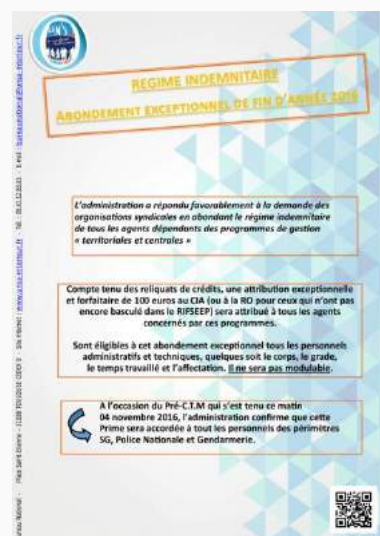 REGIME INDEMNITAIRE
ABONDEMENT EXCEPTIONNEL DE FIN D'ANNÉE 2016
L'administration a répondu favorablement à la demande des
organisations syndicales en abondant le régime indemnitaire
de tous les agents dépendants des programmes de gestion
« territoriales et centrales »
Compte tenu des reliquats de crédits, une attribution exceptionnelle
et forfaitaire de 100 euros au CIA (ou à la RO pour ceux qui n'ont pas
encore basculé dans le RIFSEEP) sera attribué à tous les agents
concernés par ces programmes.
Sont éligibles à cet abondement exceptionnel tous les personnels
administratifs et techniques, quelques soit le corps, le grade,
le temps travaillé et l'affectation. Il ne sera pas modulable.
A l'occasion du Pré-C.T.M qui s'est tenu ce matin
04 novembre 2016, l'administration confirme que cette
Prime sera accordée à tout les personnels des périmètres
SG, Police Nationale et Gendarmerie.